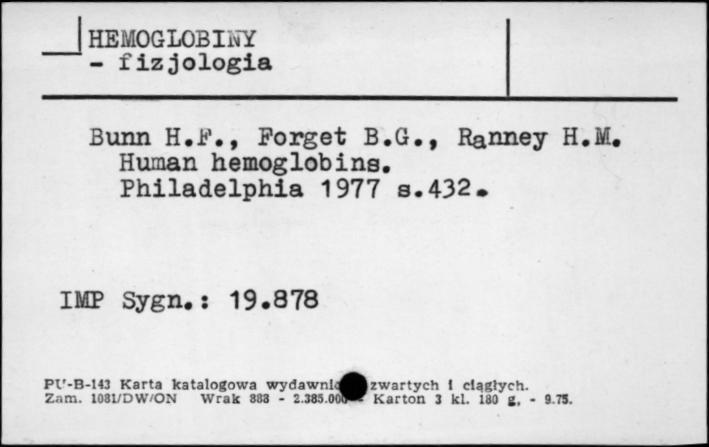 HEMOGLOBINY
- fizjologia
Bunn H.F., Forget B.G., Ranney H.M.
Human hemoglobins.
Philadelphia 1977 s.432.
IMP Sygn.: 19.878
PU-B-143 Karta katalogowa wydawnic zwartych i ciągłych.
Zam. 1081/DW/ON Wrak 888 - 2.385.000 - Karton 3 kl. 180 g. - 9.75.